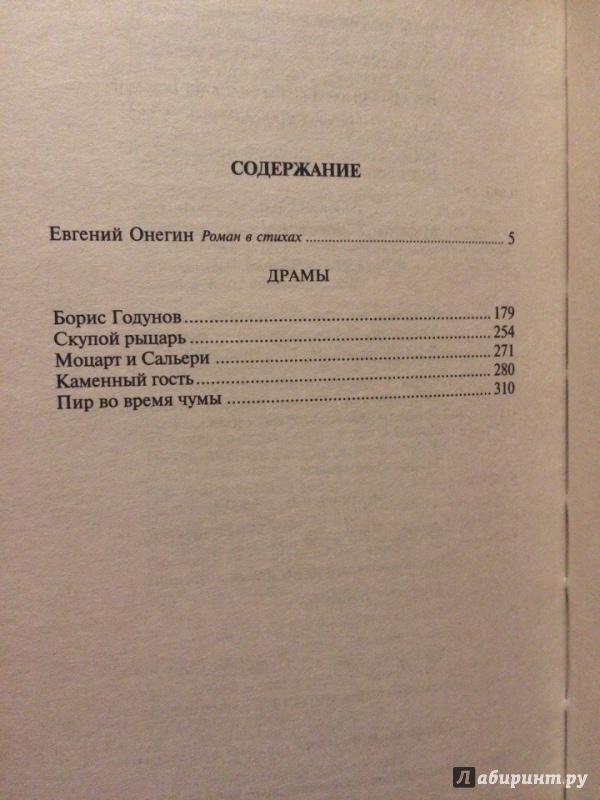 СОДЕРЖАНИЕ
Евгений Онегин Роман в стихах ........................................ 5
ДРАМЫ
Борис Годунов ........................................ 179
Скупой рыцарь ........................................ 254
Моцарт и Сальери ........................................ 271
Каменный гость ........................................ 280
Пир во время чумы ........................................ 310
Лабиринт.ру